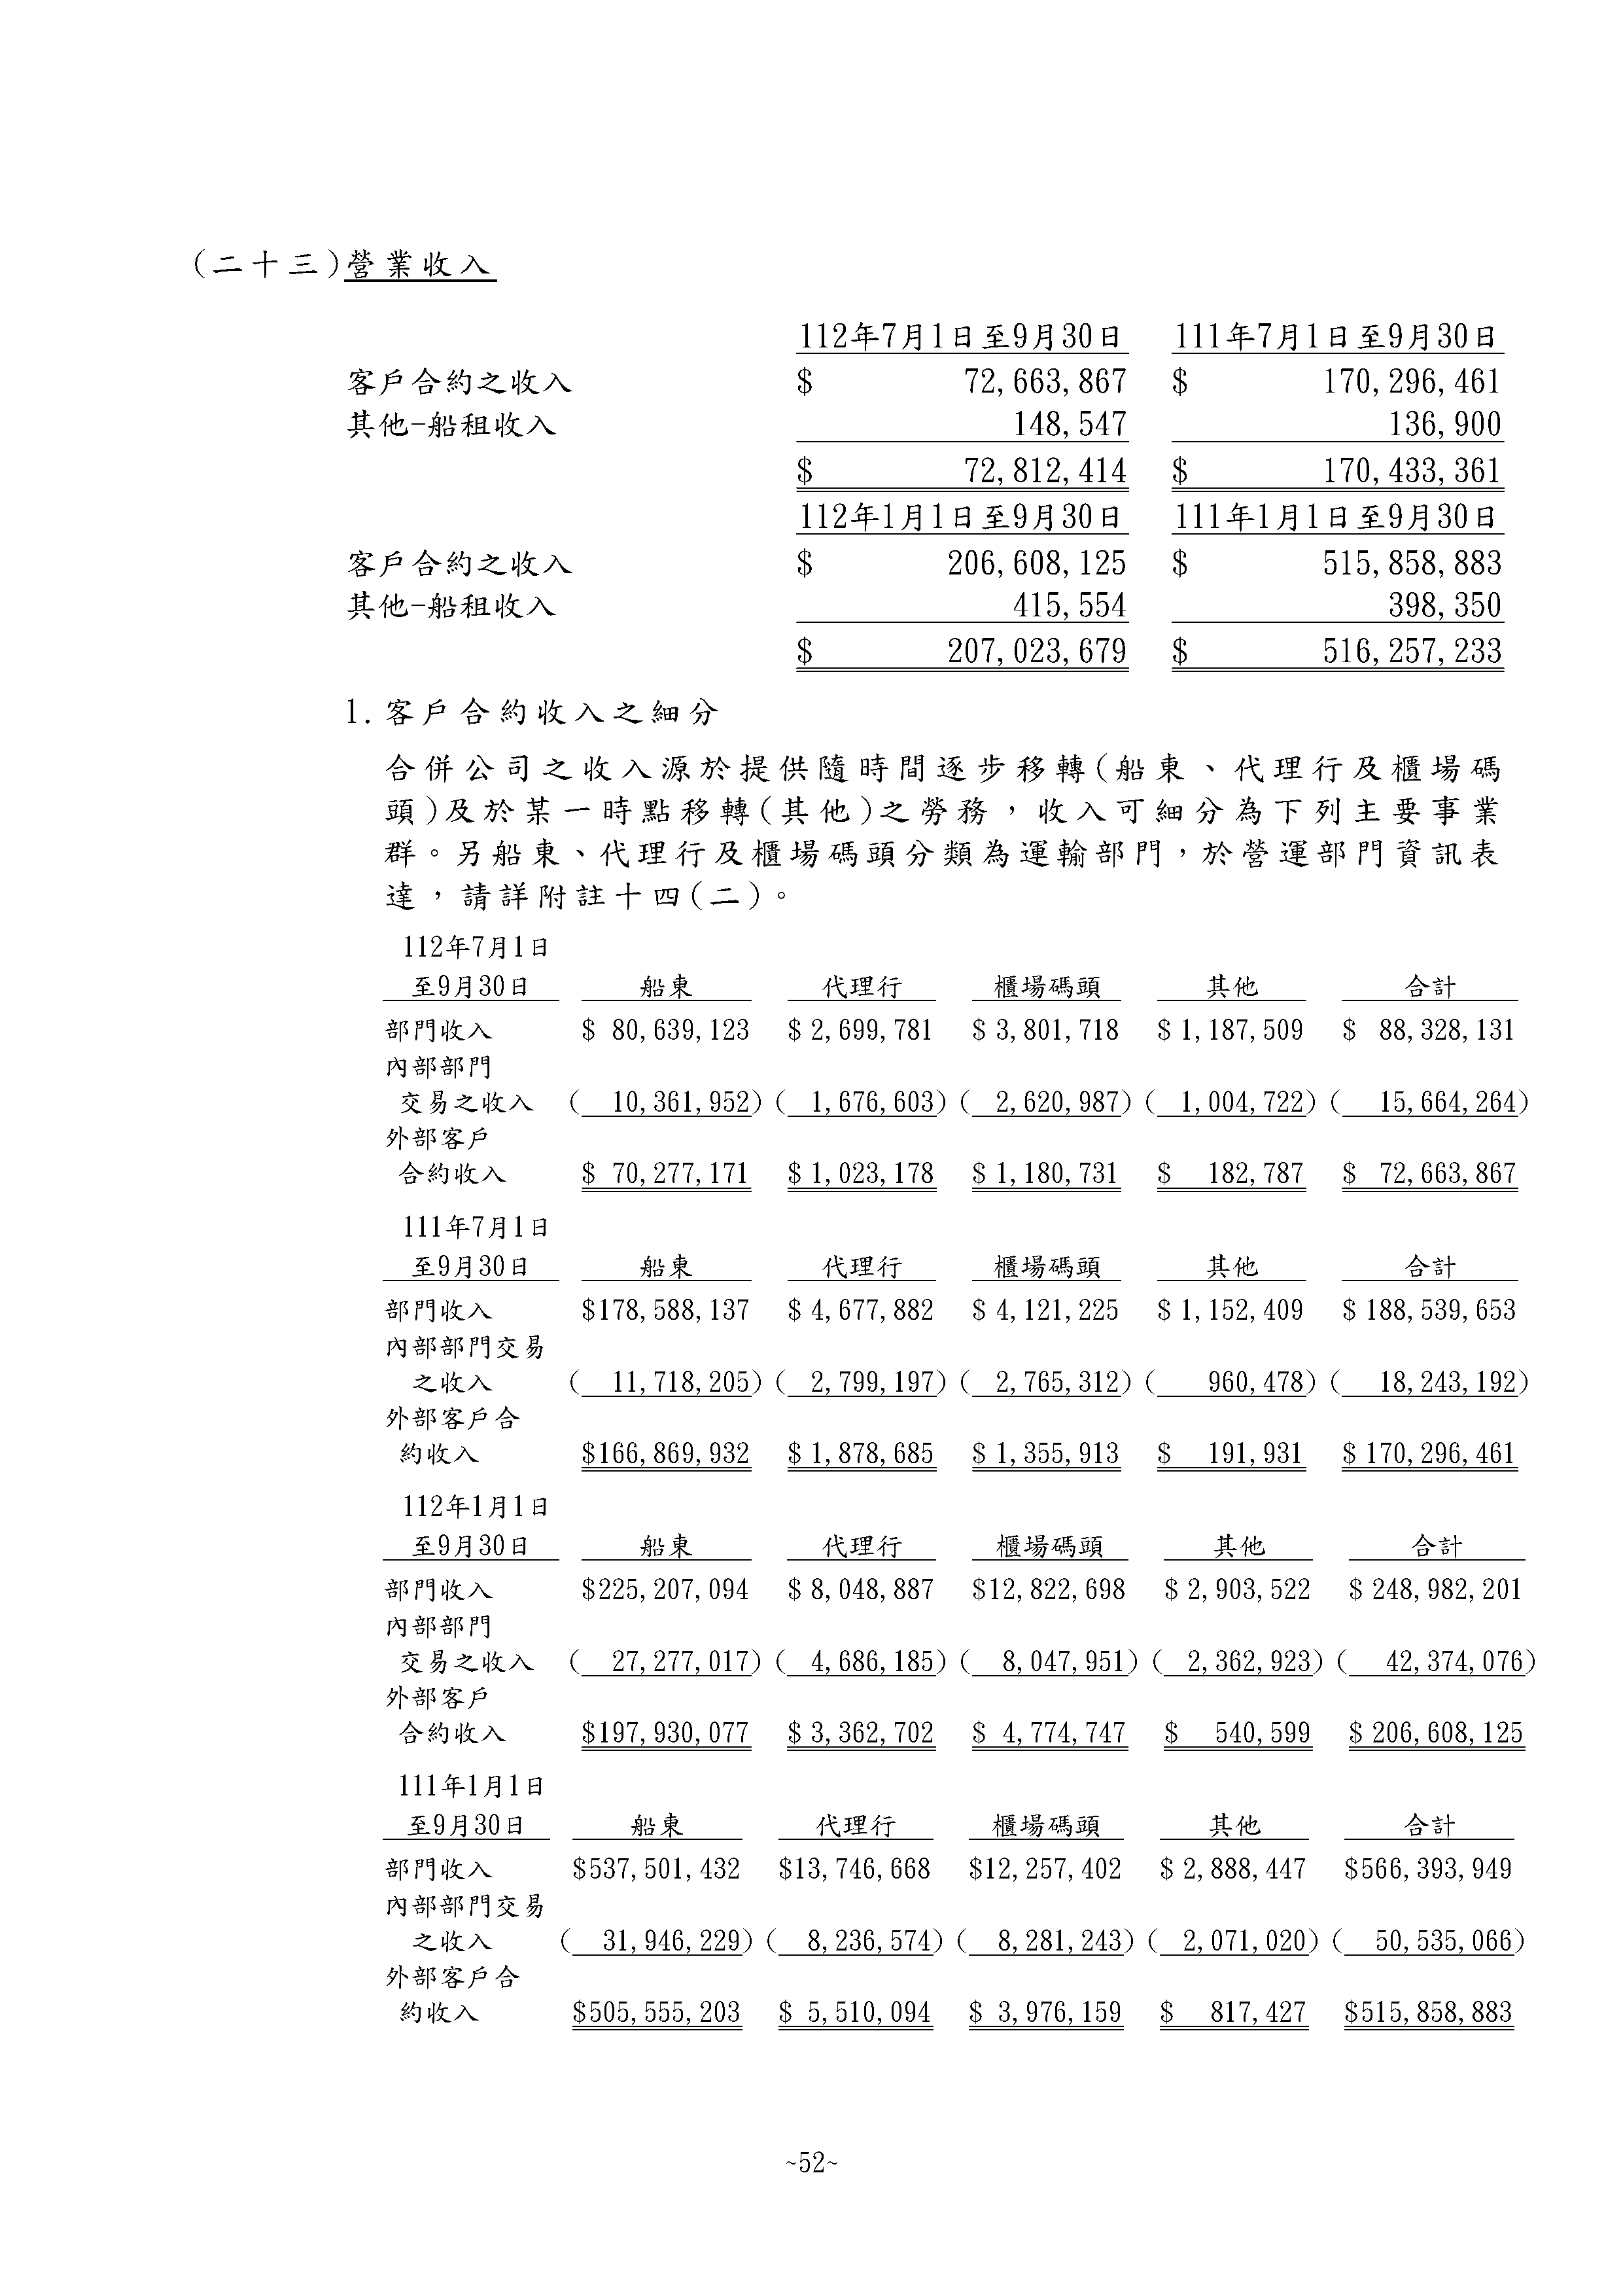 (二十三)營業收入
112年7月1日至9月30日 111年7月1日至9月30日
客戶合約之收入 $ 72,663,867 $ 170,296,461
其他-船租收入 148,547 136,900
$ 72,812,414 $ 170,433,361
112年1月1日至9月30日 111年1月1日至9月30日
客戶合約之收入 $ 206,608,125 $ 515,858,883
其他-船租收入 415,554 398,350
$ 207,023,679 $ 516,257,233
1.客戶合約收入之細分
合併公司之收入源於提供隨時間逐步移轉(船東、代理行及櫃場碼
頭)及於某一時點移轉(其他)之勞務，收入可細分為下列主要事業
群。另船東、代理行及櫃場碼頭分類為運輸部門，於營運部門資訊表
達，請詳附註十四(二)。
112年7月1日
至9月30日 船東 代理行 櫃場碼頭 其他 合計
部門收入 $ 80,639,123 $ 2,699,781 $ 3,801,718 $ 1,187,509 $ 88,328,131
內部部門
交易之收入 ( 10,361,952) ( 1,676,603) ( 2,620,987) ( 1,004,722) ( 15,664,264)
外部客戶
合約收入 $ 70,277,171 $ 1,023,178 $ 1,180,731 $ 182,787 $ 72,663,867
111年7月1日
至9月30日 船東 代理行 櫃場碼頭 其他 合計
部門收入 $178,588,137 $ 4,677,882 $ 4,121,225 $ 1,152,409 $ 188,539,653
內部部門交易
之收入 ( 11,718,205) ( 2,799,197) ( 2,765,312) ( 960,478) ( 18,243,192)
外部客戶合
約收入 $166,869,932 $ 1,878,685 $ 1,355,913 $ 191,931 $ 170,296,461
112年1月1日
至9月30日 船東 代理行 櫃場碼頭 其他 合計
部門收入 $225,207,094 $ 8,048,887 $12,822,698 $ 2,903,522 $ 248,982,201
內部部門
交易之收入 ( 27,277,017) ( 4,686,185) ( 8,047,951) ( 2,362,923) ( 42,374,076)
外部客戶
合約收入 $197,930,077 $ 3,362,702 $ 4,774,747 $ 540,599 $ 206,608,125
111年1月1日
至9月30日 船東 代理行 櫃場碼頭 其他 合計
部門收入 $537,501,432 $13,746,668 $12,257,402 $ 2,888,447 $566,393,949
內部部門交易
之收入 ( 31,946,229) ( 8,236,574) ( 8,281,243) ( 2,071,020) ( 50,535,066)
外部客戶合
約收入 $505,555,203 $ 5,510,094 $ 3,976,159 $ 817,427 $515,858,883
~52~